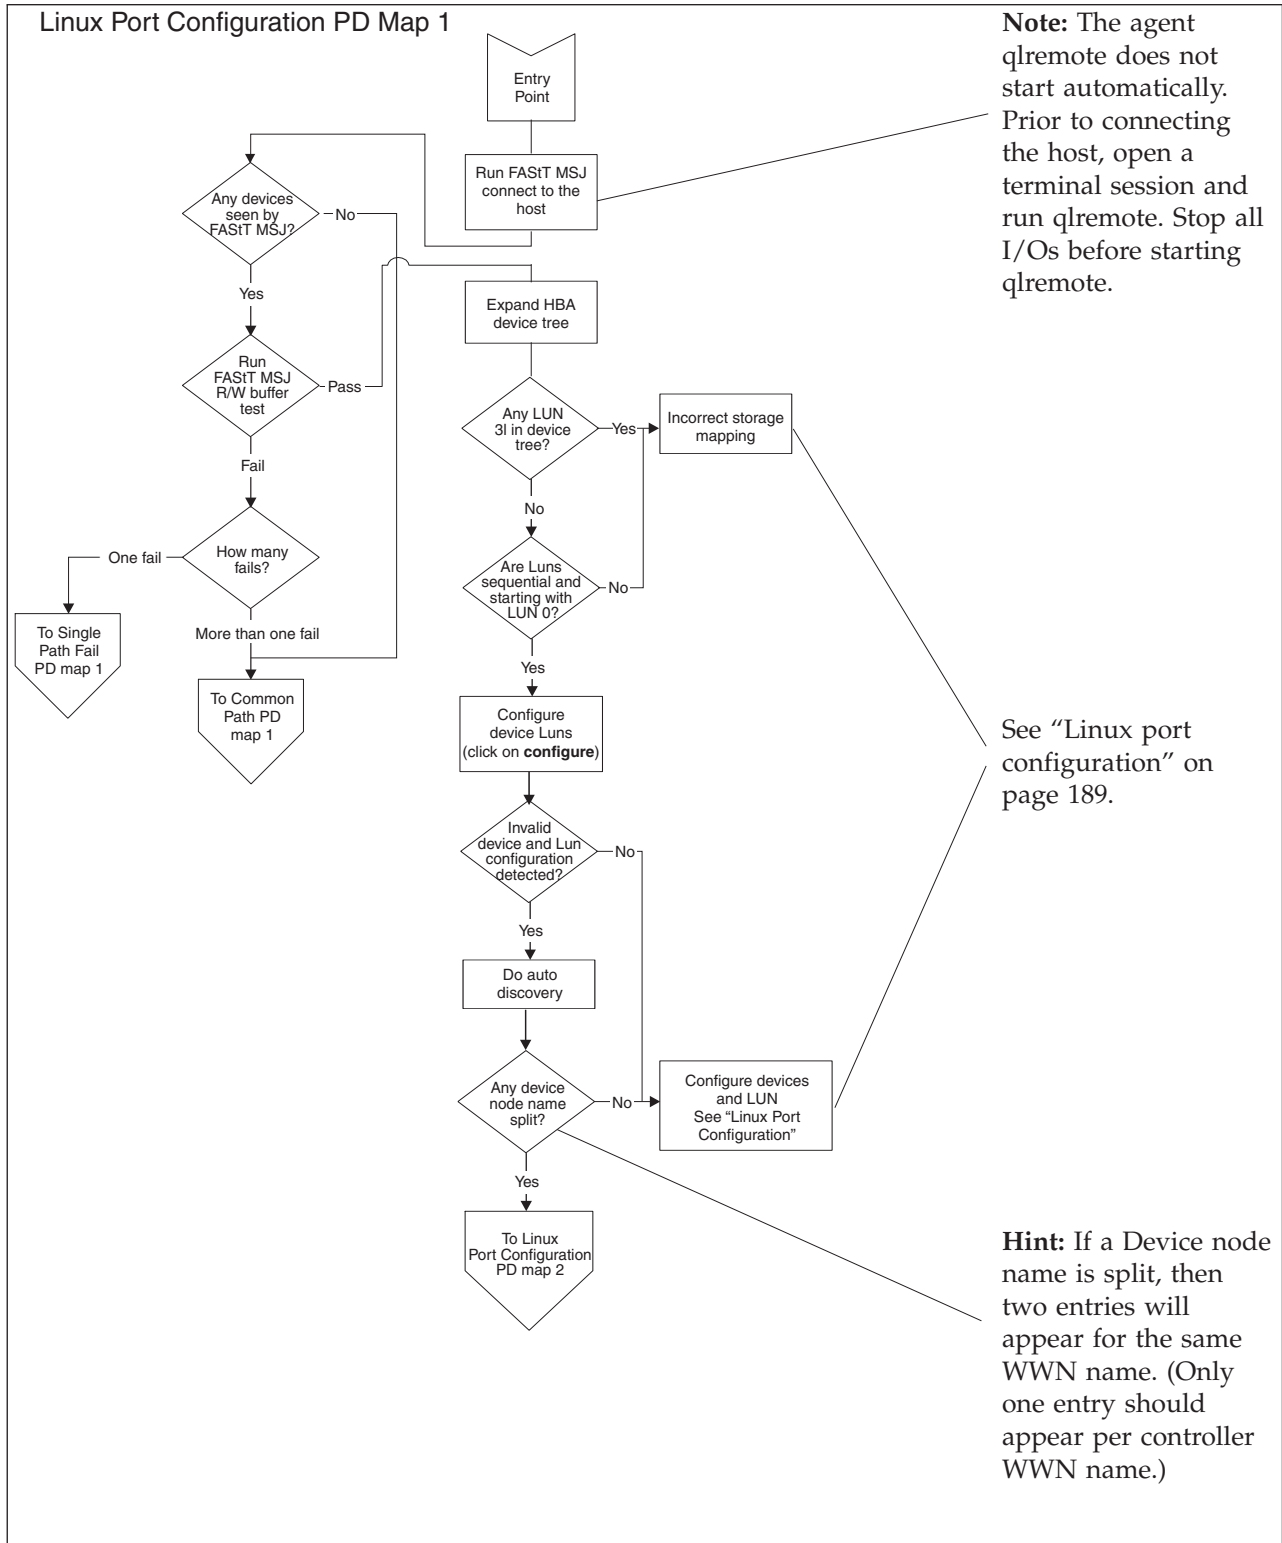 Linux Port Configuration PD Map 1
Entry
Point
Run FAStT MSJ
connect to the
host
Any devices
seen by
FAStT MSJ?
No
Yes
Run
FAStT MSJ
R/W buffer
test
Pass
Fail
How many
fails?
One fail
More than one fail
To Single
Path Fail
PD map 1
To Common
Path PD
map 1
Expand HBA
device tree
Any LUN
3l in device
tree?
Yes
Incorrect storage
mapping
No
Are Luns
sequential and
starting with
LUN 0?
No
Yes
Configure
device Luns
(click on configure)
Invalid
device and Lun
configuration
detected?
No
Yes
Do auto
discovery
Any device
node name
split?
No
Configure devices
and LUN
See “Linux Port
Configuration”
Yes
To Linux
Port Configuration
PD map 2
Note: The agent
qlremote does not
start automatically.
Prior to connecting
the host, open a
terminal session and
run qlremote. Stop all
I/Os before starting
qlremote.
See “Linux port
configuration” on
page 189.
Hint: If a Device node
name is split, then
two entries will
appear for the same
WWN name. (Only
one entry should
appear per controller
WWN name.)